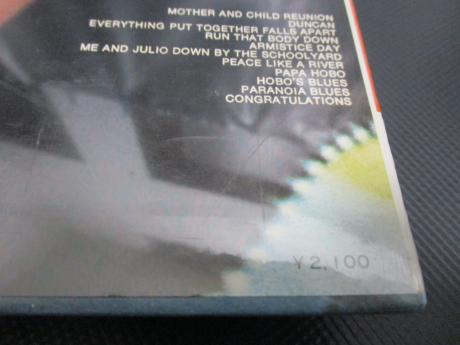 MOTHER AND CHILD REUNION
DUNCAN
EVERYTHING PUT TOGETHER FALLS APART
RUN THAT BODY DOWN
ARMISTICE DAY
ME AND JULIO DOWN BY THE SCHOOLYARD
PEACE LIKE A RIVER
PAPA HOBO
HOBO'S BLUES
PARANOIA BLUES
CONGRATULATIONS
¥2,100